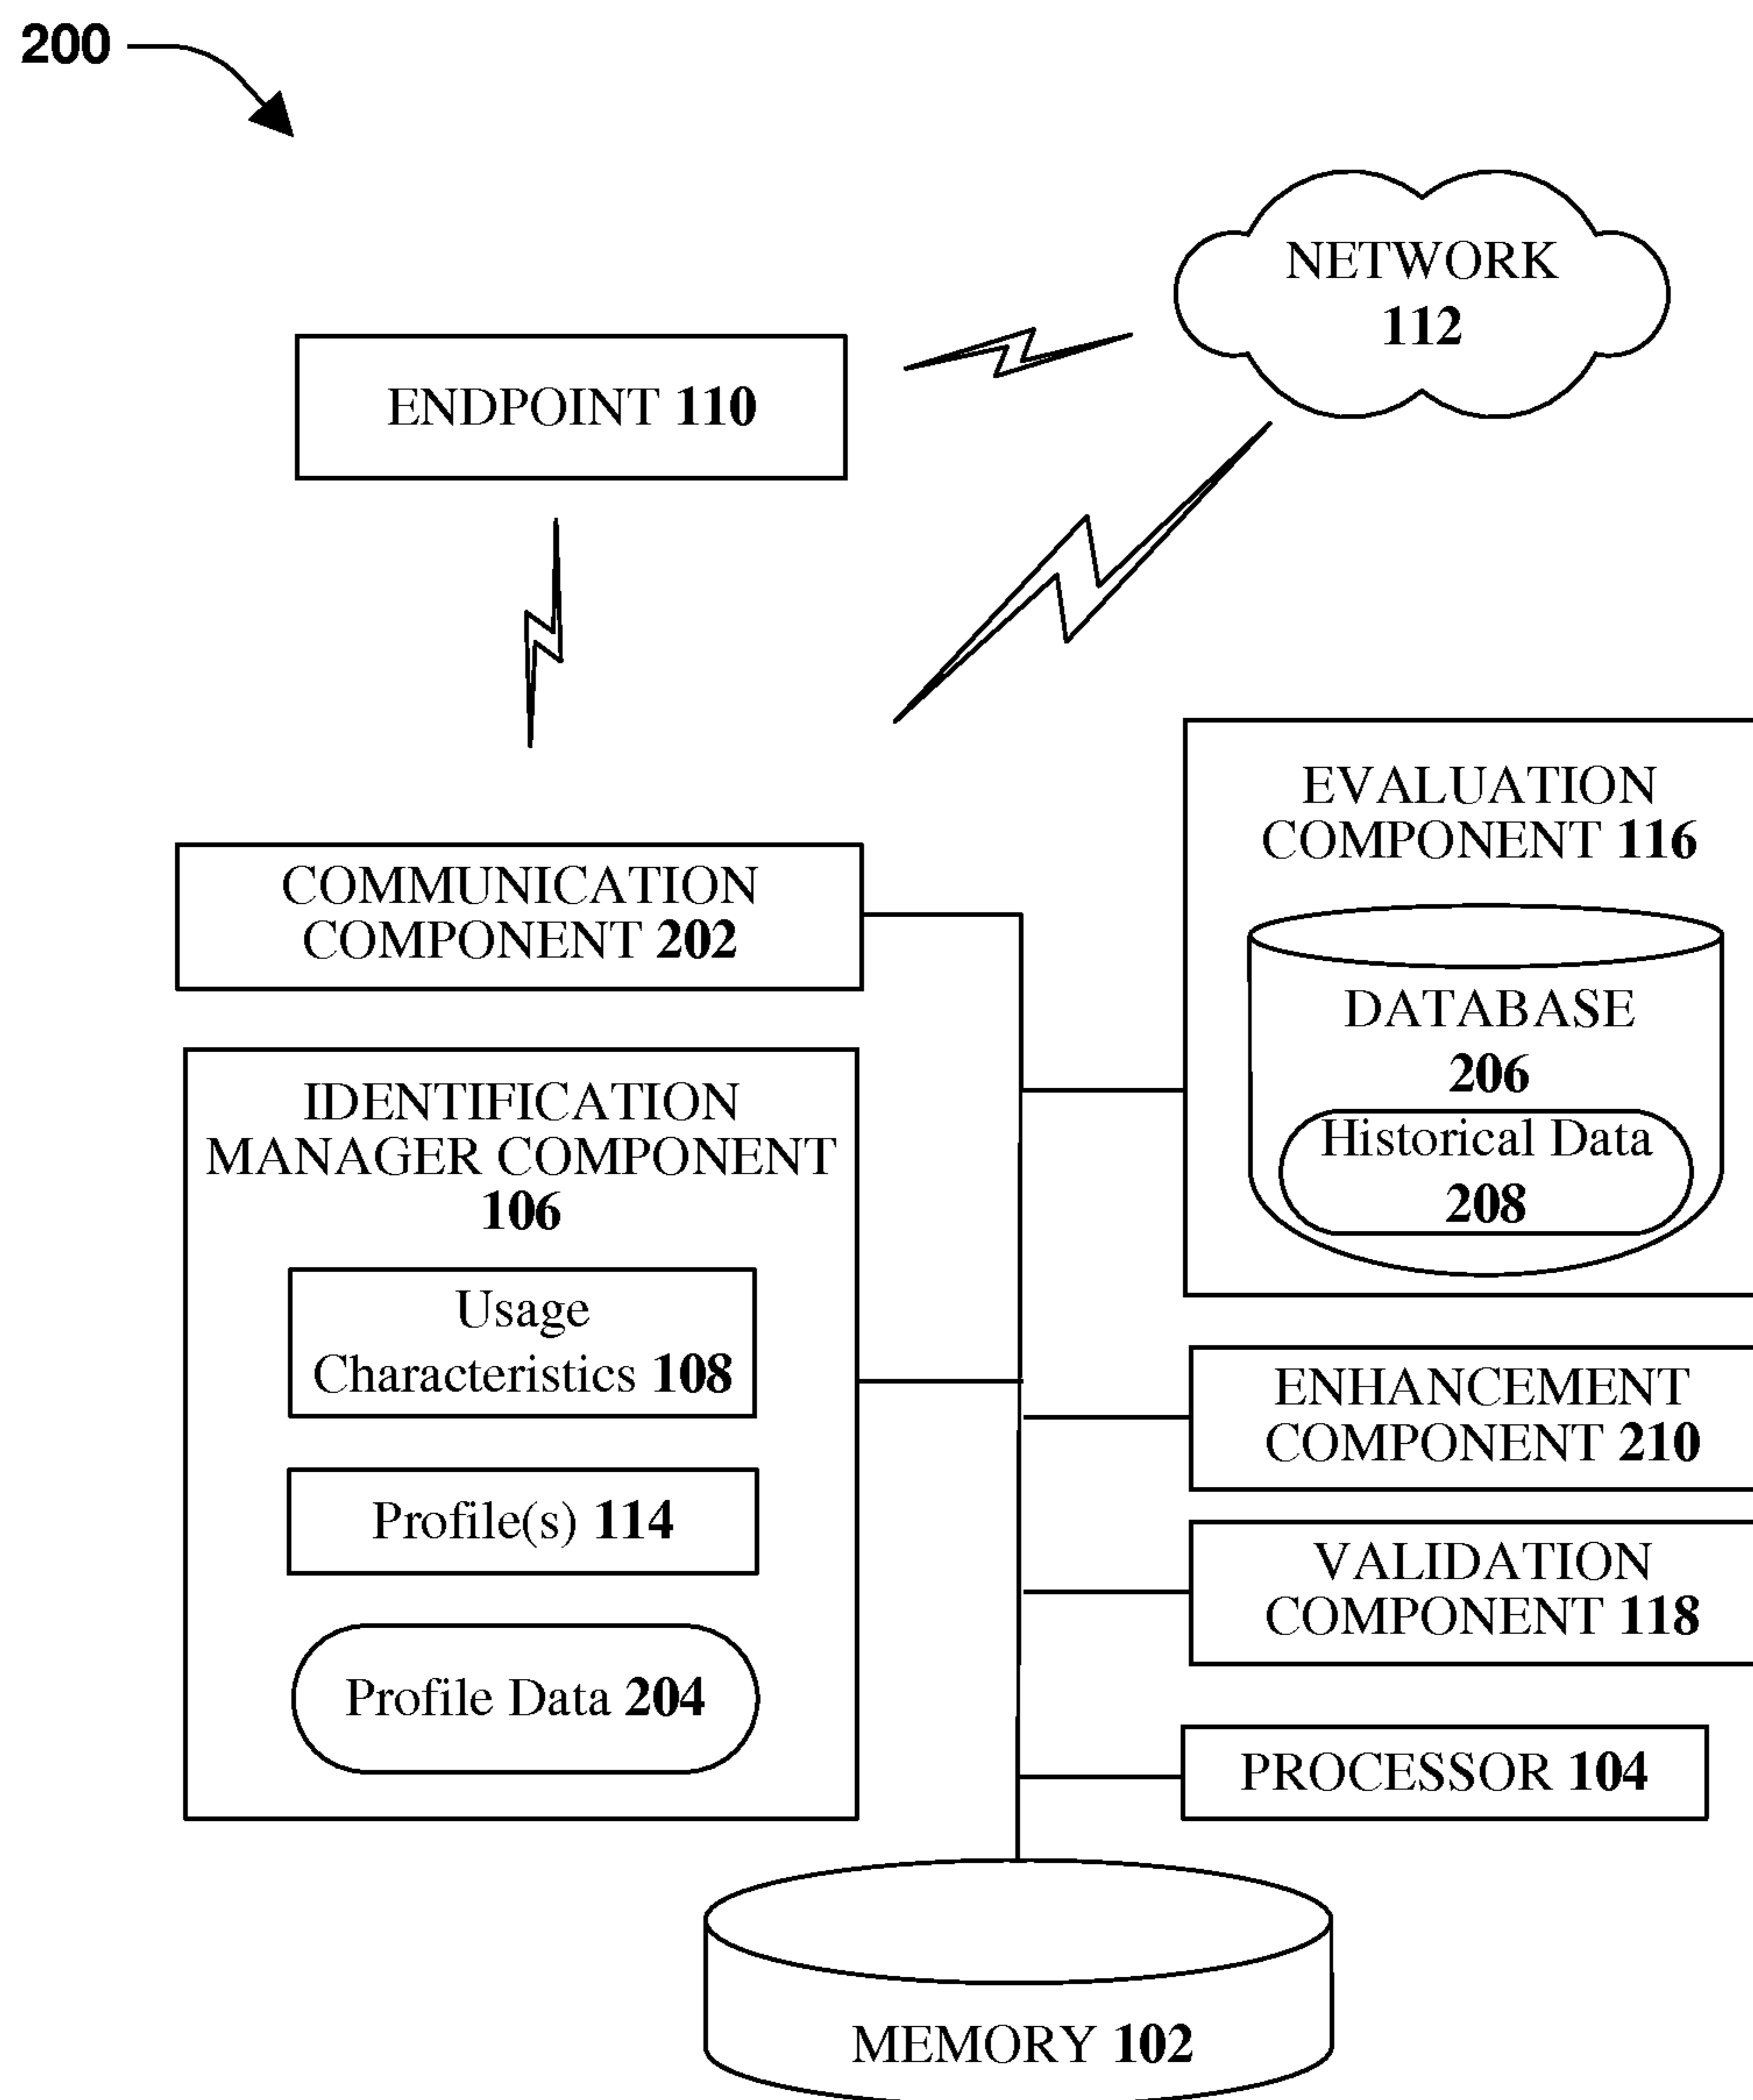 200
NETWORK
112
ENDPOINT 110
COMMUNICATION
COMPONENT 202
EVALUATION
COMPONENT 116
DATABASE
206
Historical Data
208
IDENTIFICATION
MANAGER COMPONENT
106
Usage
Characteristics 108
Profile(s) 114
Profile Data 204
ENHANCEMENT
COMPONENT 210
VALIDATION
COMPONENT 118
PROCESSOR 104
MEMORY 102